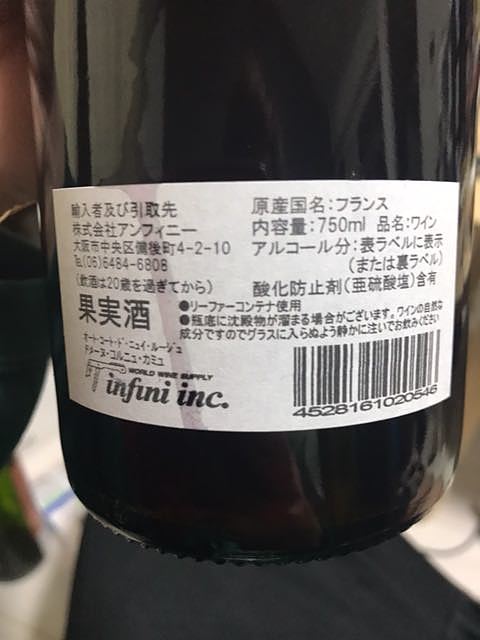 輸入者及び引取先
株式会社アンフィニー
大阪市中央区備後町4-2-10
Tel.(06)6484-6808
(飲酒は20歳を過ぎてから)
原産国名:フランス
内容量:750ml 品名:ワイン
アルコール分:表ラベルに表示
(または裏ラベル)
酸化防止剤(亜硫酸塩)含有
果実酒
●リーファーコンテナ使用
●瓶底に沈殿物が溜まる場合がございます。ワインの自然な
成分ですのでグラスに入らぬよう静かに注いでお飲みください
オート・コート・ド・ニュイ・ルージュ
ドメーヌ・コルニュ・カミュ
WORLD WINE SUPPLY
infini inc.
4528161020546